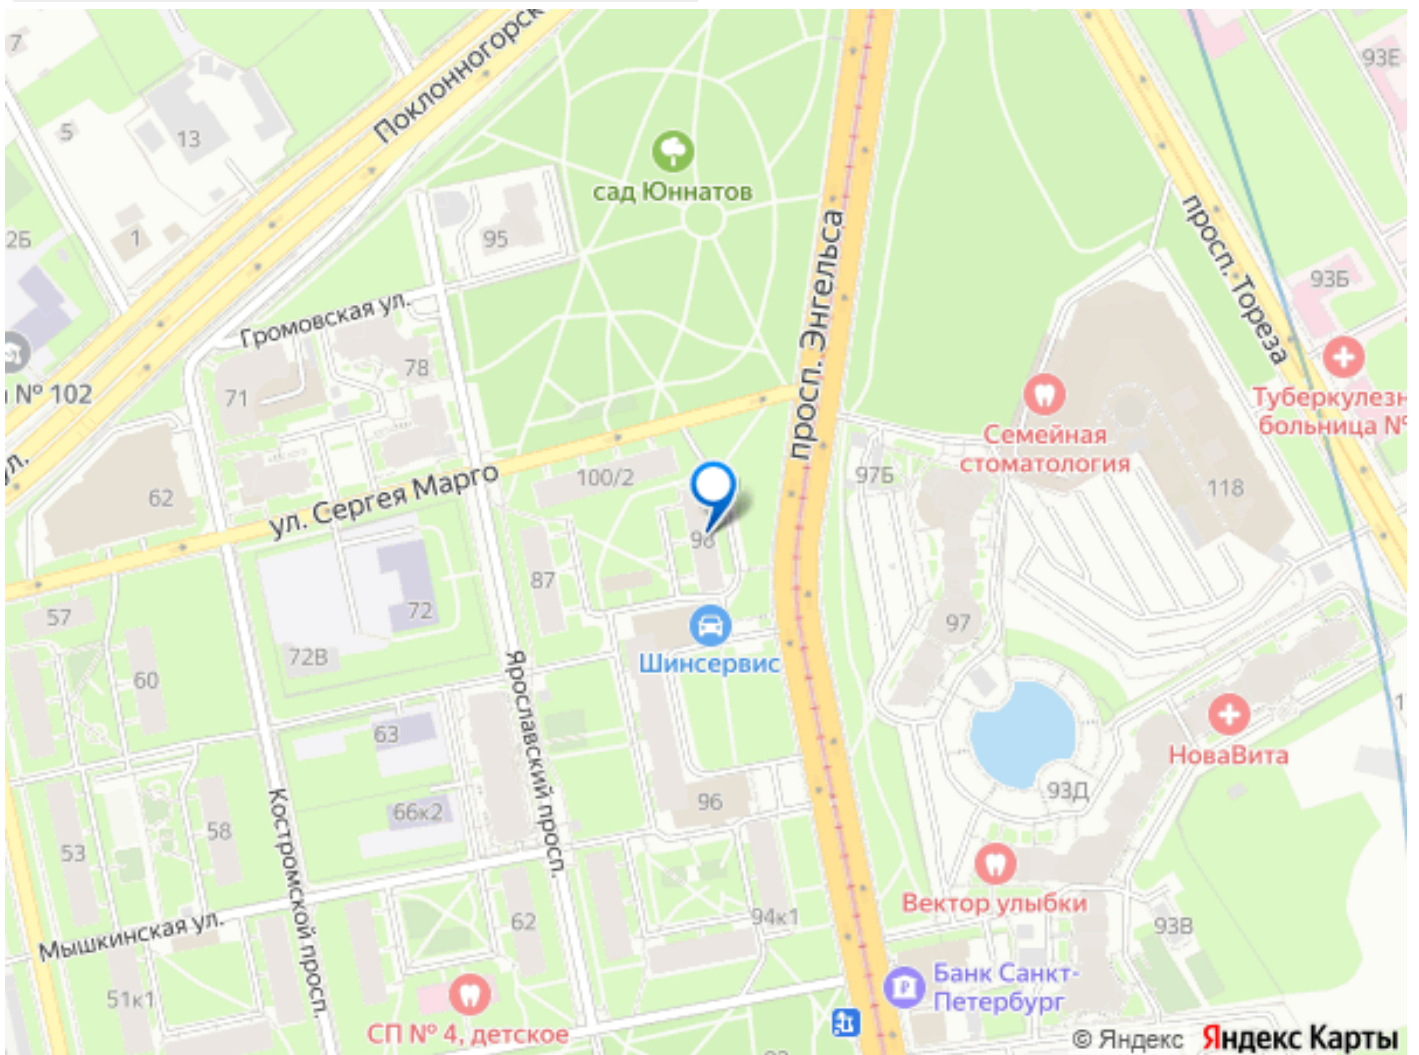 7
Поклонногорск
93Е
5
13
сад Юннатов
2Б
1
95
просп. Энгельса
просп. Тореза
93Б
Громовская ул.
78
№ 102
71
Туберкулезн
больница №
Семейная
стоматология
97Б
118
ул.
62
ул. Сергея Марго
100/2
98
87
57
72
97
72В
Шинсервис
60
Ярославский просп.
63
НоваВита
93Д
66к2
96
58
53
Костромской просп.
Вектор улыбки
Мышкинская ул.
62
94к1
93В
51к1
Банк Санкт-
Петербург
СП № 4, детское
© Яндекс Яндекс Карты